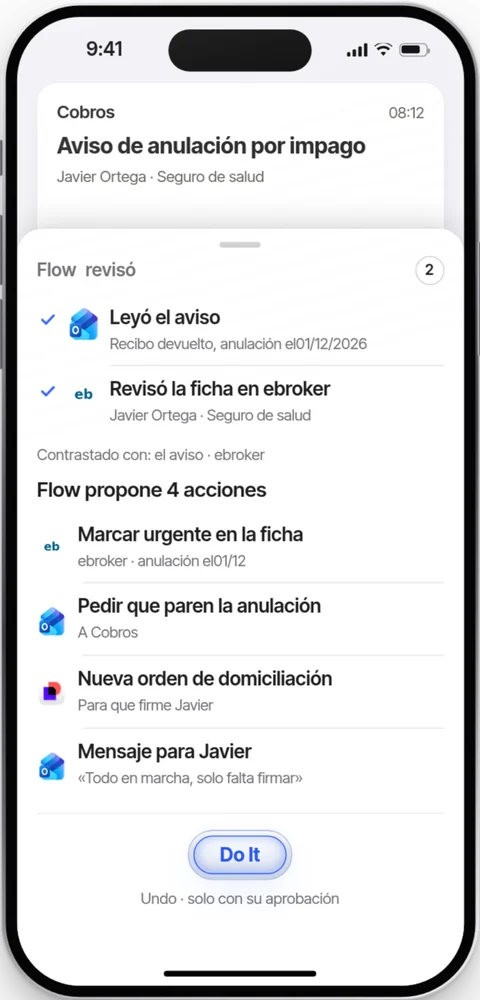 9:41
Cobros
08:12
Aviso de anulación por impago
Javier Ortega · Seguro de salud
Flow revisó
2
Leyó el aviso
Recibo devuelto, anulación el01/12/2026
eb
Revisó la ficha en ebroker
Javier Ortega · Seguro de salud
Contrastado con: el aviso · ebroker
Flow propone 4 acciones
eb
Marcar urgente en la ficha
ebroker · anulación el01/12
Pedir que paren la anulación
A Cobros
Nueva orden de domiciliación
Para que firme Javier
Mensaje para Javier
«Todo en marcha, solo falta firmar»
Do It
Undo · solo con su aprobación